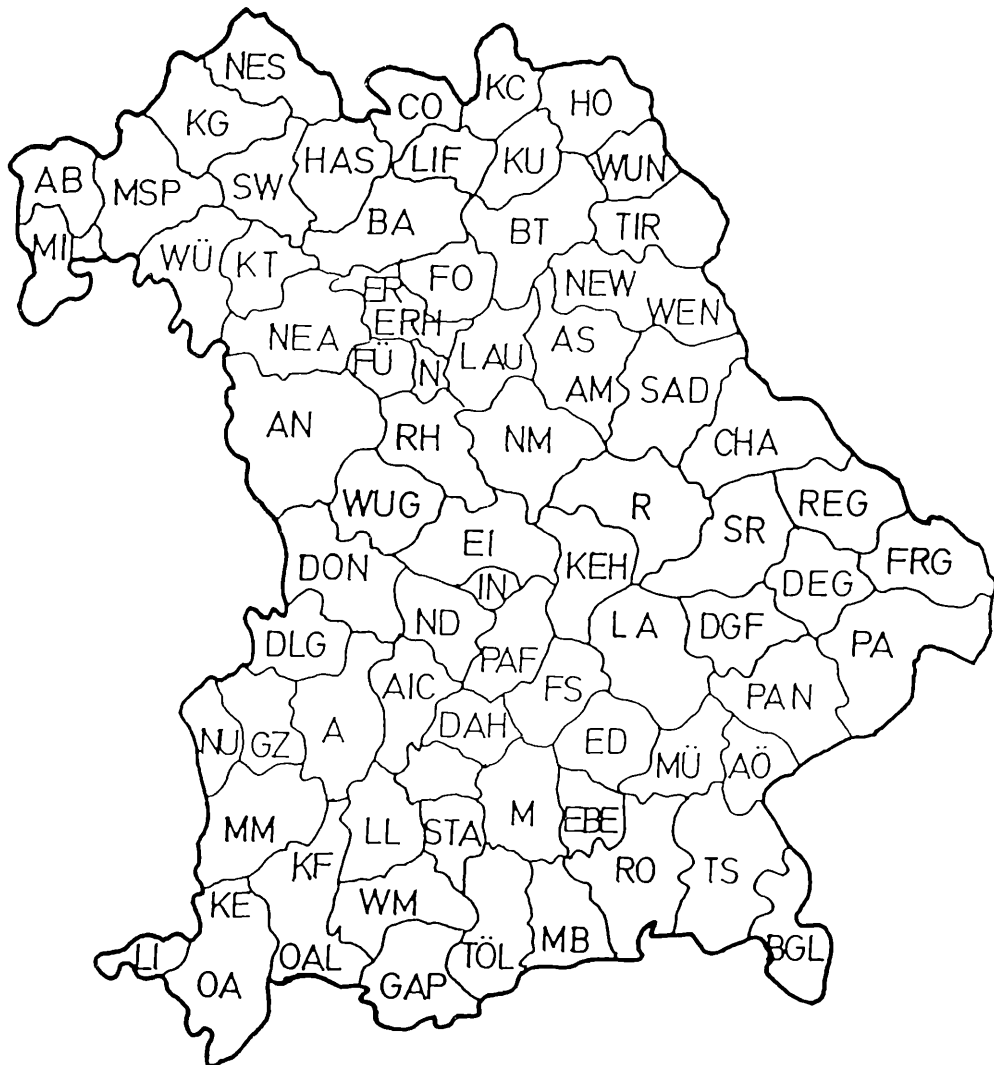 NES
KC
CO
HO
KG
HAS
LIF
KU
WUN
AB
MSP
SW
BA
BT
TIR
MI
WÜ
KT
FO
NEW
ER
WEN
ERH
NEA
FÜ
N
LAU
AS
AM
SAD
AN
RH
NM
CHA
WUG
R
REG
SR
EI
KEH
FRG
DON
IN
DEG
ND
LA
DGF
DLG
PAF
PA
AIC
FS
PAN
NU
GZ
A
DAH
ED
MÜ
AÖ
MM
LL
STA
M
EBE
KF
RO
TS
KE
WM
LI
OA
OAL
GAP
TÖL
MB
BGL